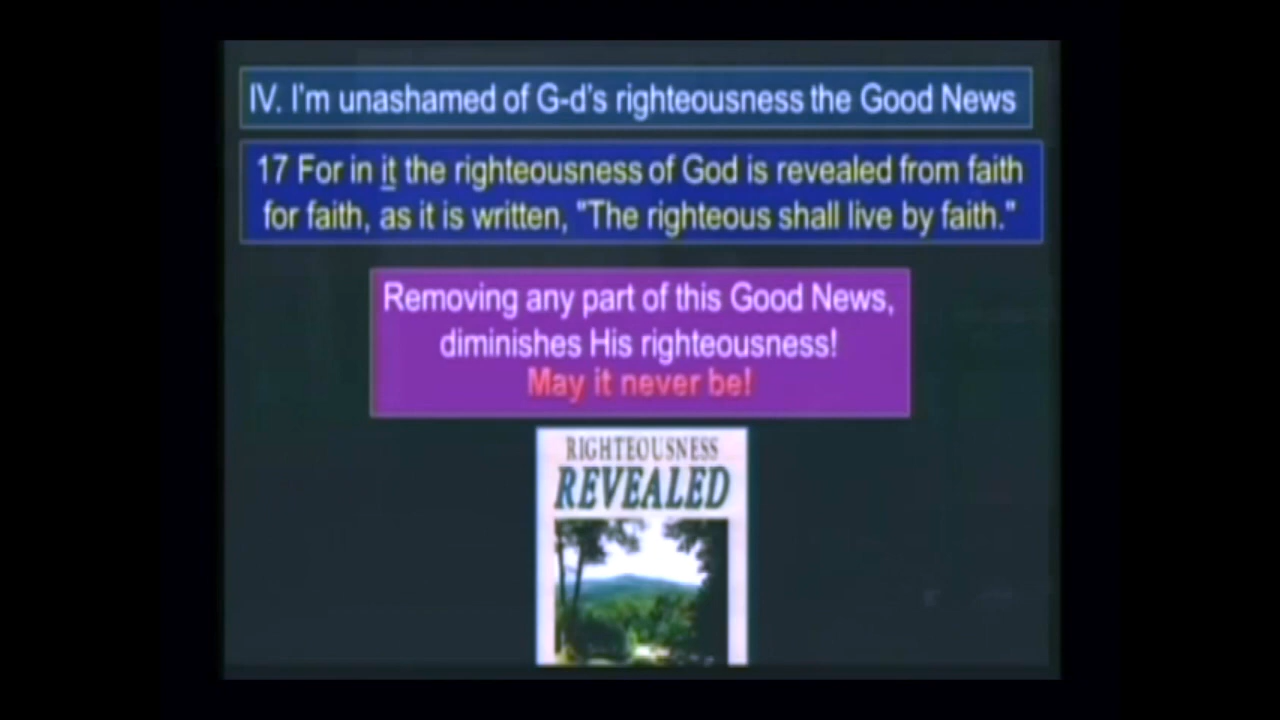 IV. I'm unashamed of G-d's righteousness the Good News
17 For in it the righteousness of God is revealed from faith
for faith, as it is written, "The righteous shall live by faith."
Removing any part of this Good News,
diminishes His righteousness!
May it never be!
RIGHTEOUSNESS
REVEALED